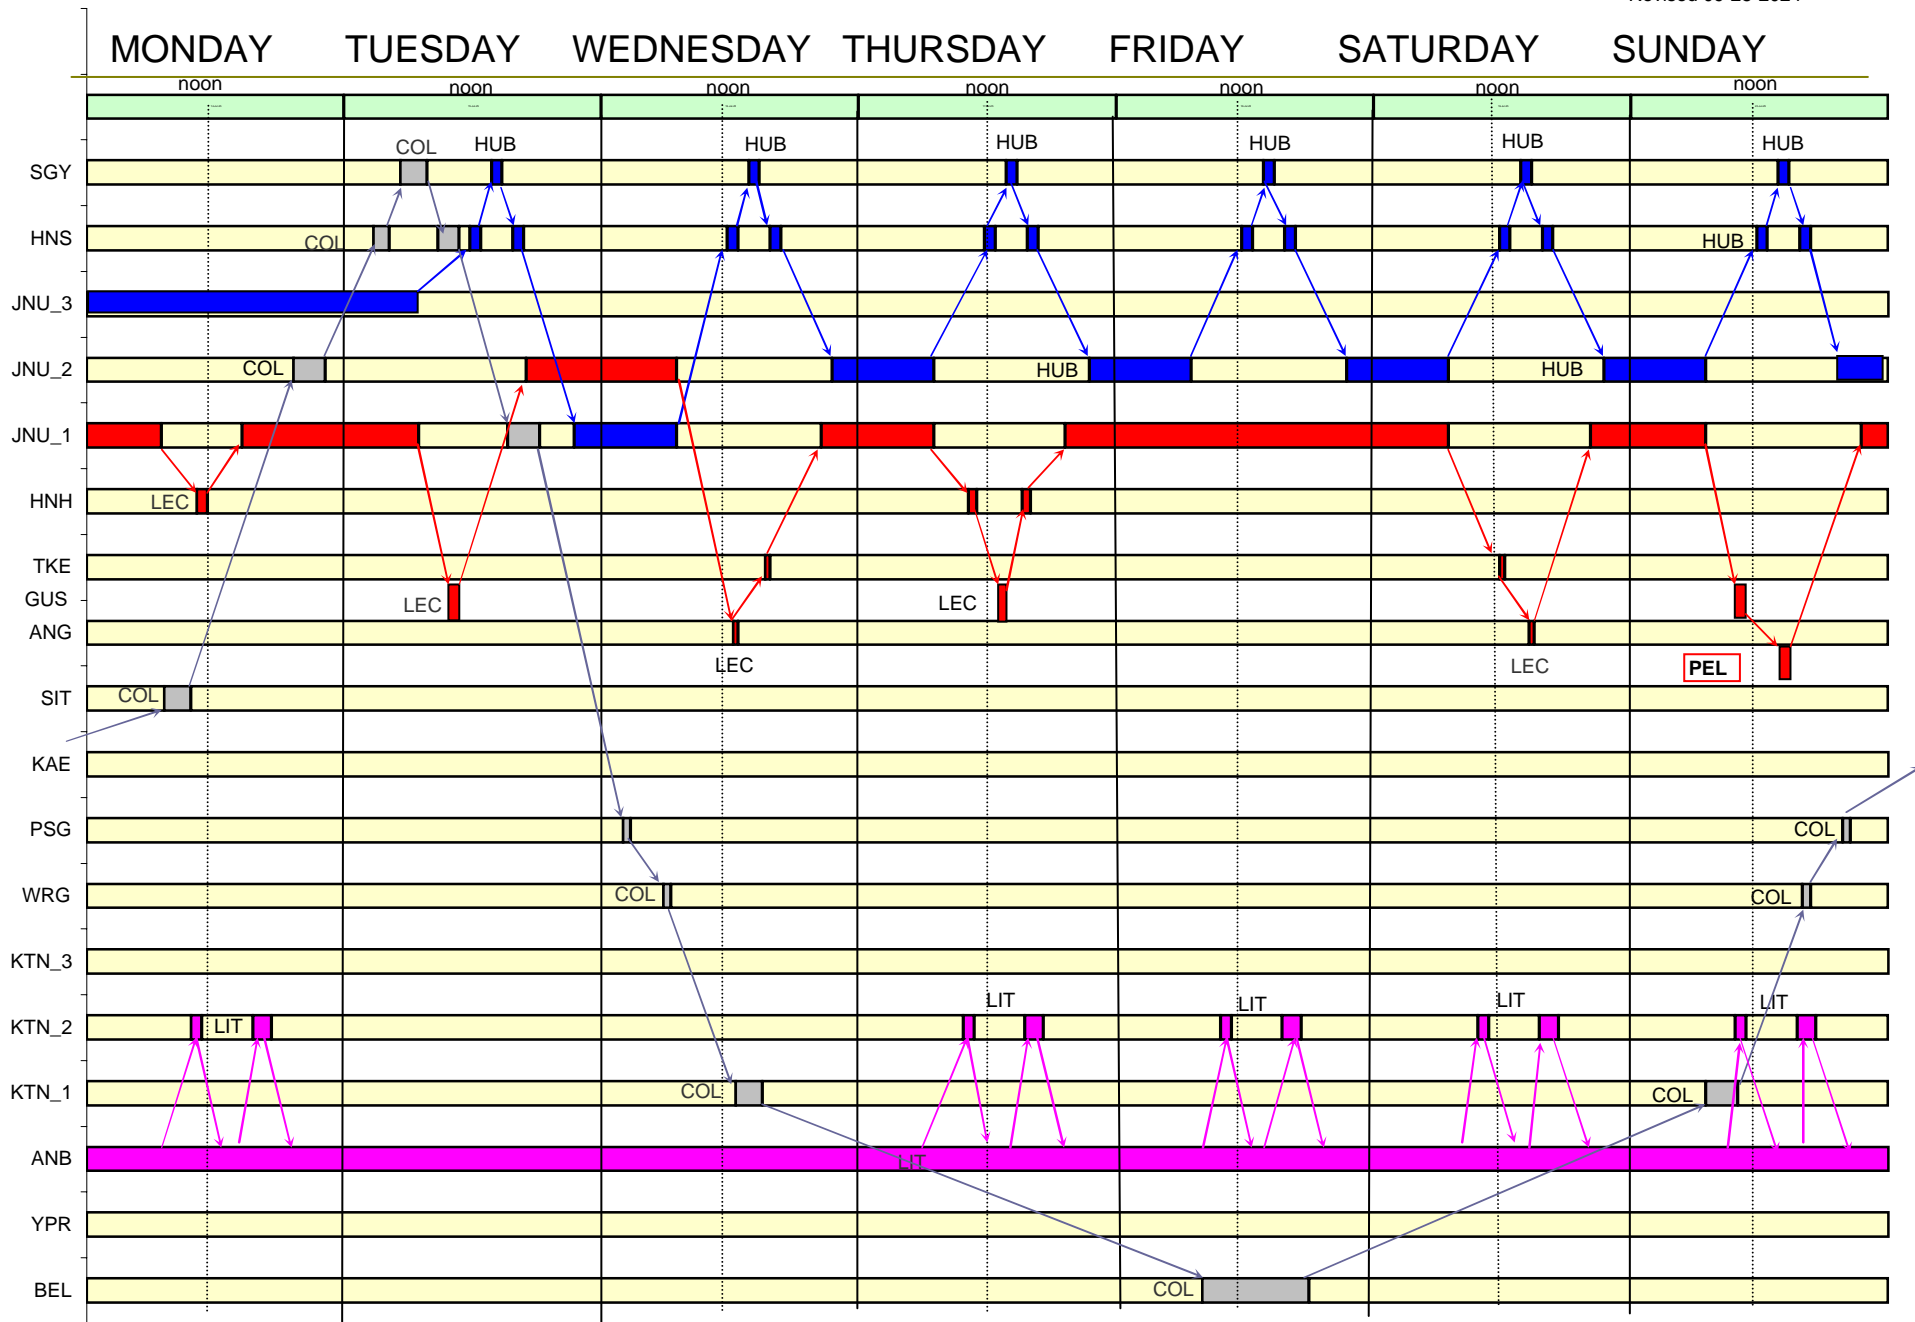 MONDAY TUESDAY WEDNESDAY THURSDAY FRIDAY SATURDAY SUNDAY
noon noon noon noon noon noon noon
COL HUB HUB HUB HUB HUB HUB
SGY
HNS COL HUB
JNU_3
JNU_2 COL HUB HUB
JNU_1
HNH LEC
TKE
GUS LEC LEC
ANG
LEC LEC PEL
SIT COL
KAE
PSG COL
WRG COL COL
KTN_3
LIT LIT LIT LIT
KTN_2 LIT
KTN_1 COL COL
ANB LIT
YPR
BEL COL